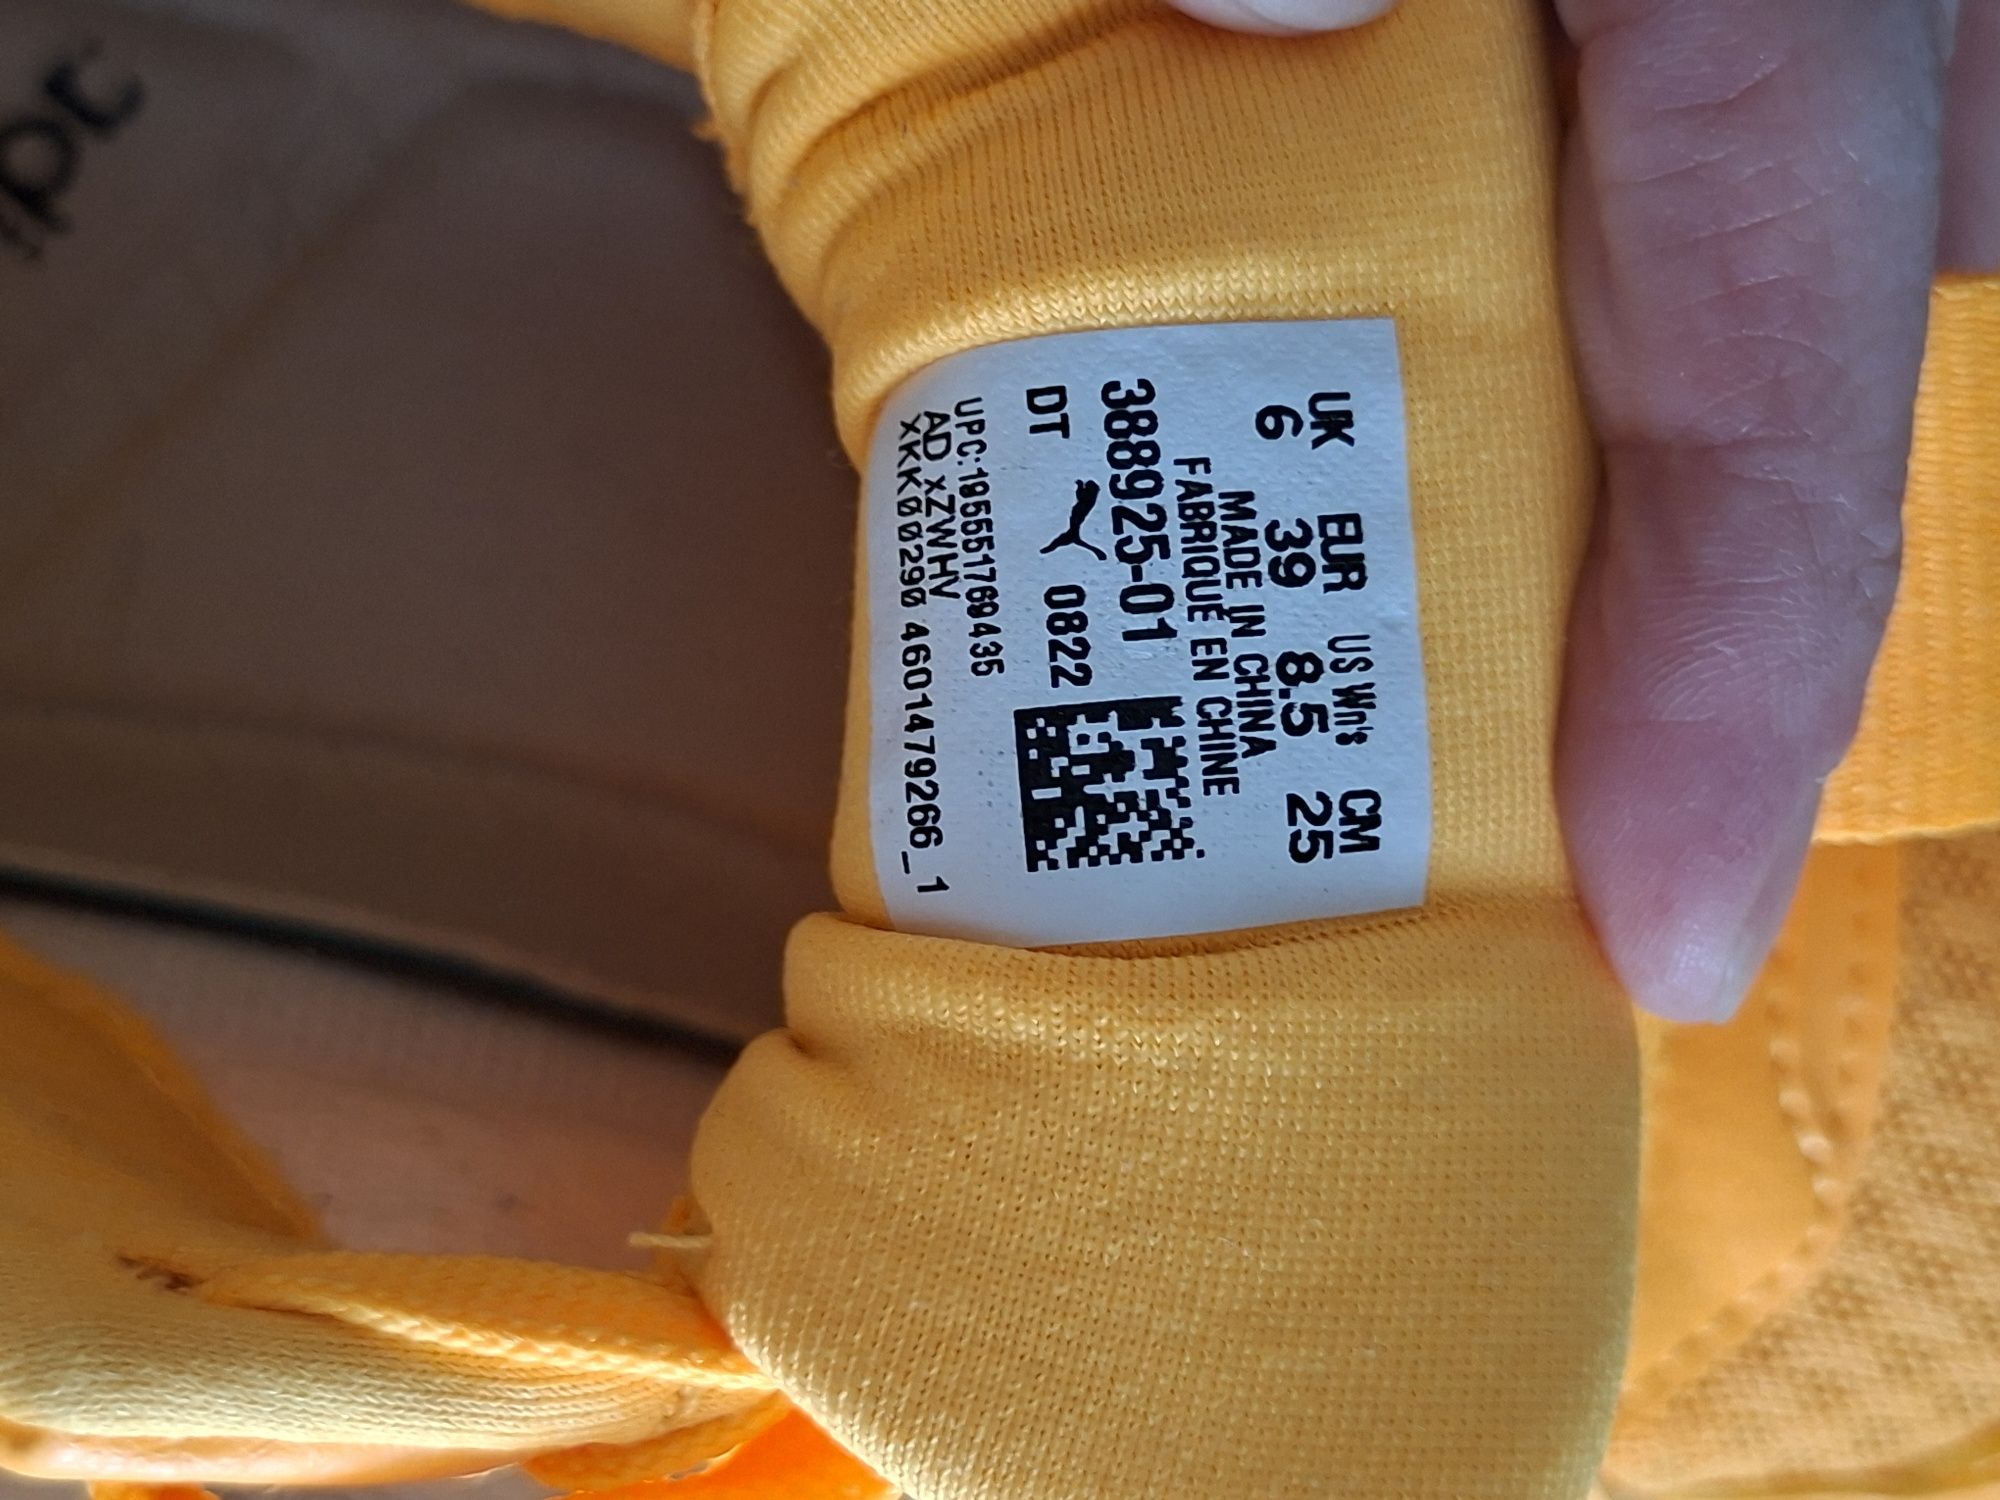 UK EUR US Wn's CM
6 39 8.5 25
MADE IN CHINA
FABRIQUÉ EN CHINE
388925-01
DT 0822
UPC:195551769435
AD XZWHV
XKK00290 4601479266_1